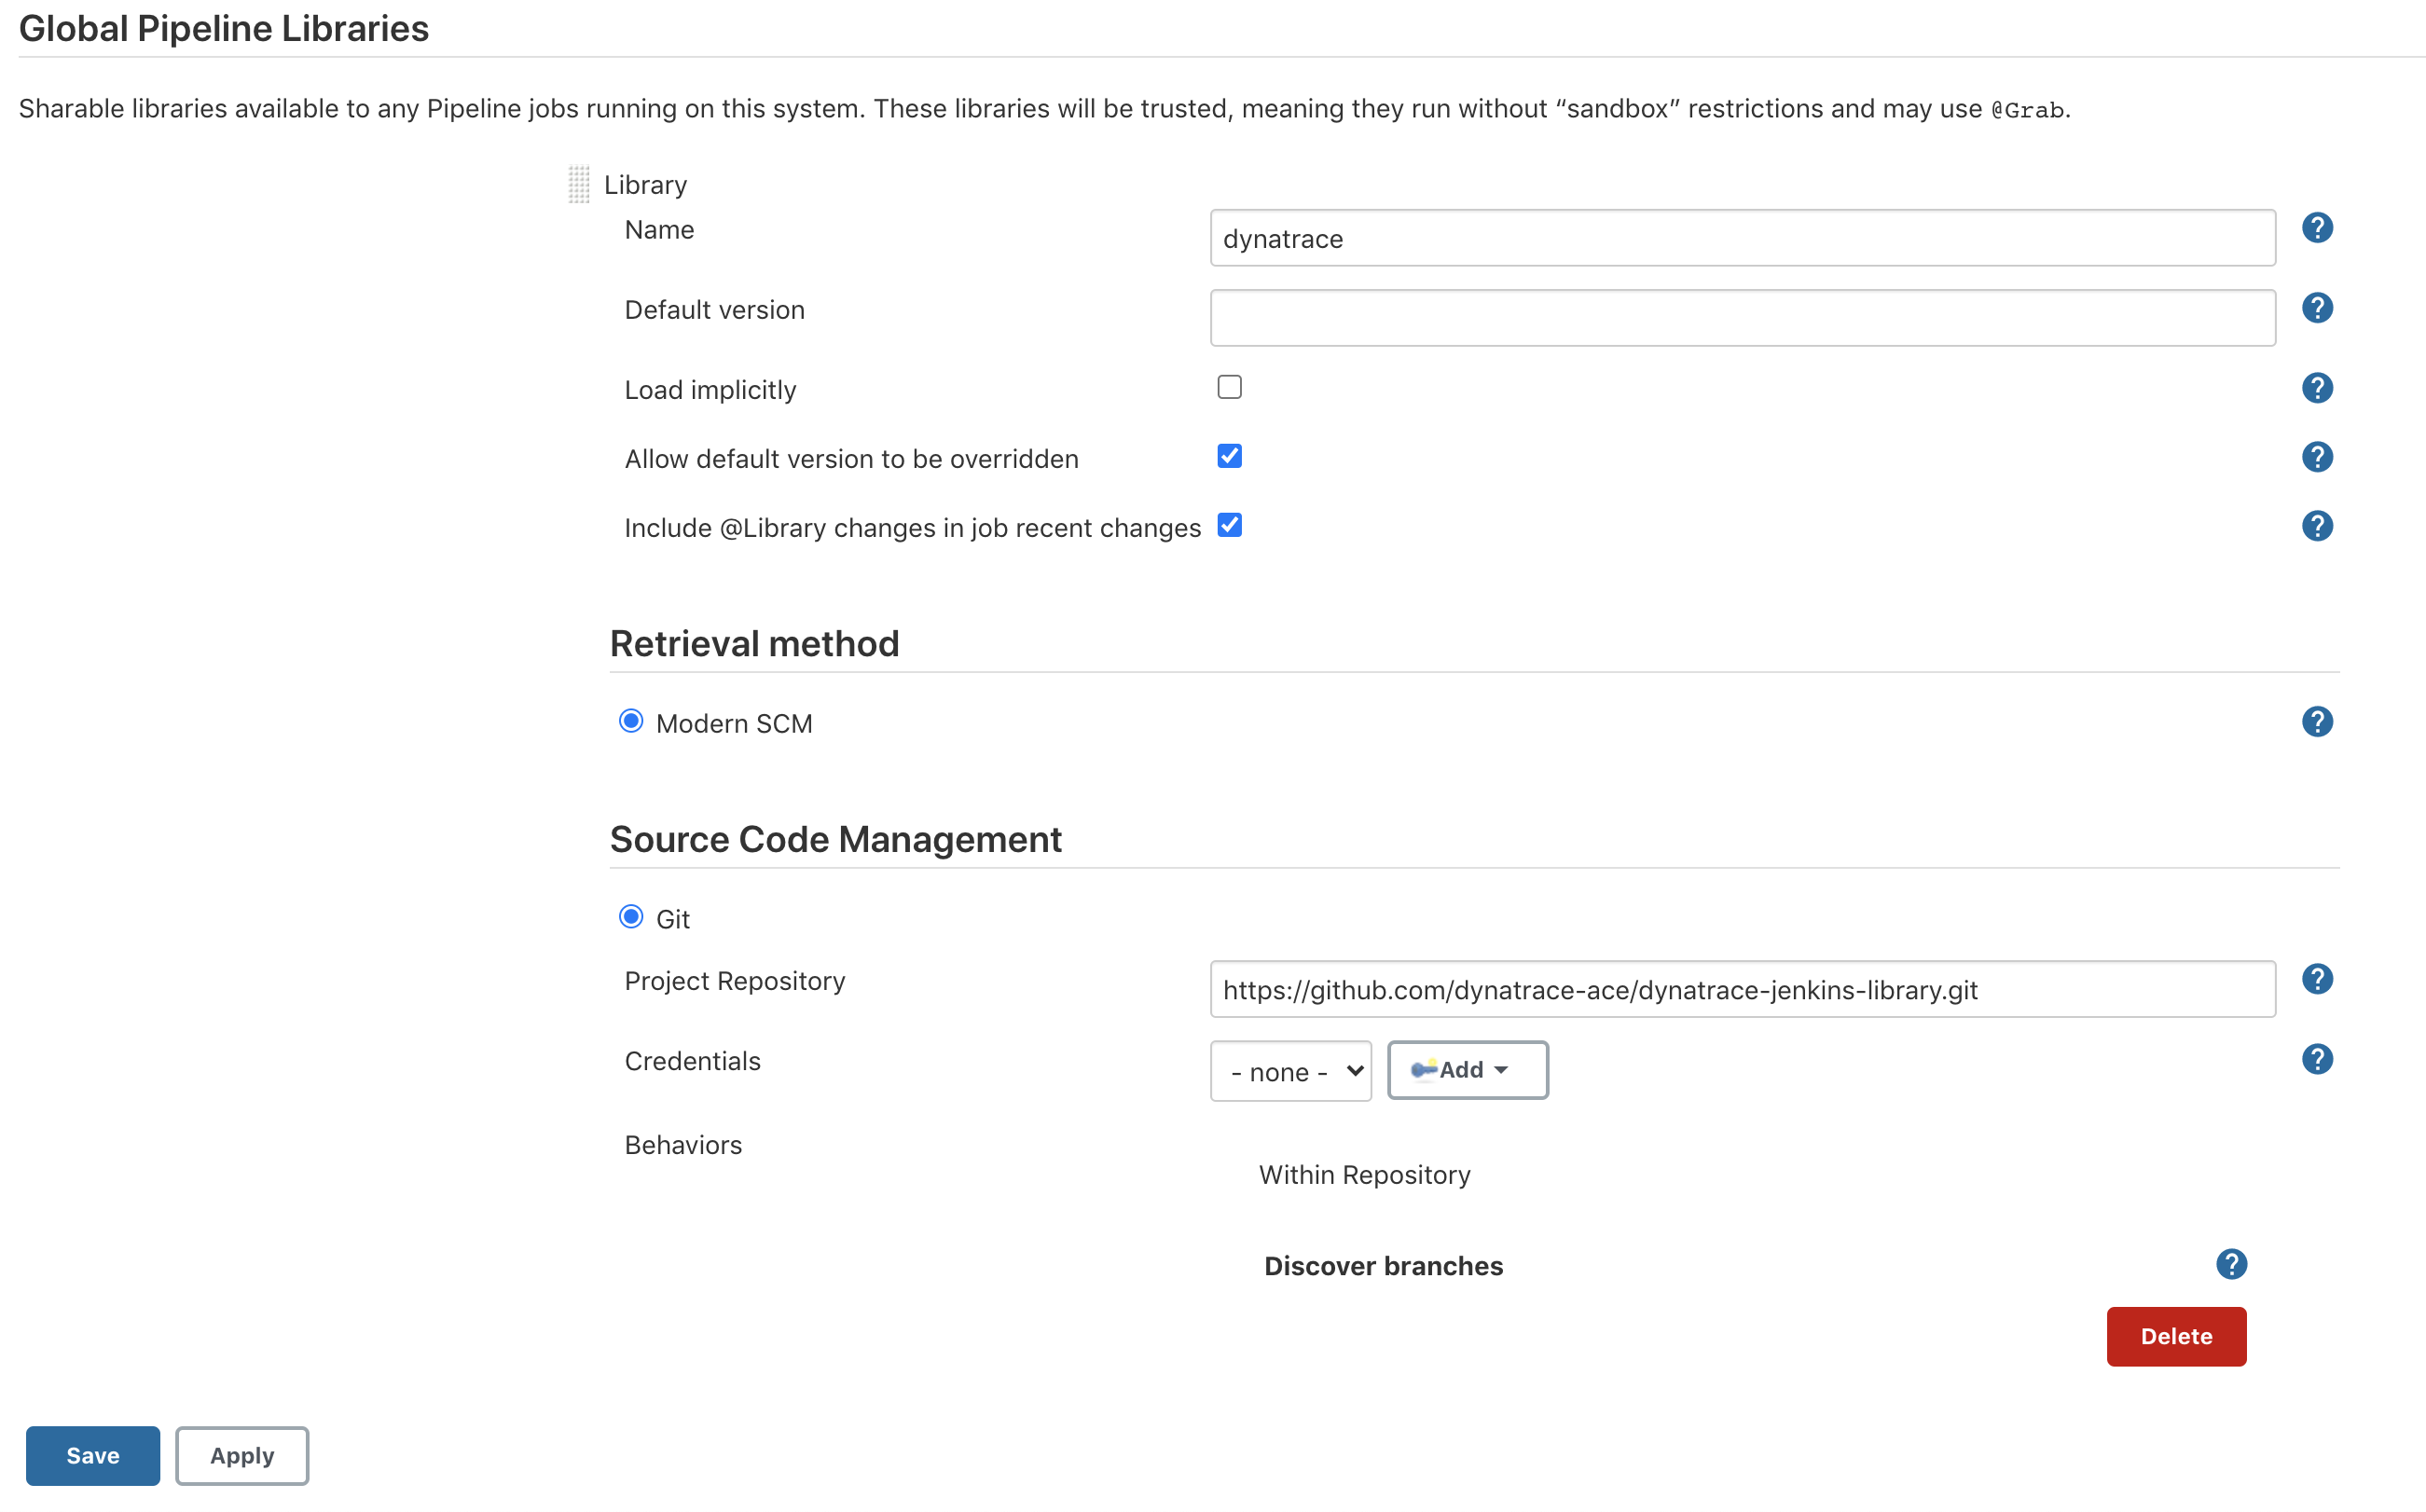 Global Pipeline Libraries
Sharable libraries available to any Pipeline jobs running on this system. These libraries will be trusted, meaning they run without “sandbox” restrictions and may use @Grab.
Library
Name
dynatrace
?
Default version
?
Load implicitly
?
Allow default version to be overridden
?
Include @Library changes in job recent changes
?
Retrieval method
Modern SCM
?
Source Code Management
Git
Project Repository
https://github.com/dynatrace-ace/dynatrace-jenkins-library.git
?
Credentials
- none -
Add
?
Behaviors
Within Repository
Discover branches
?
Delete
Save
Apply